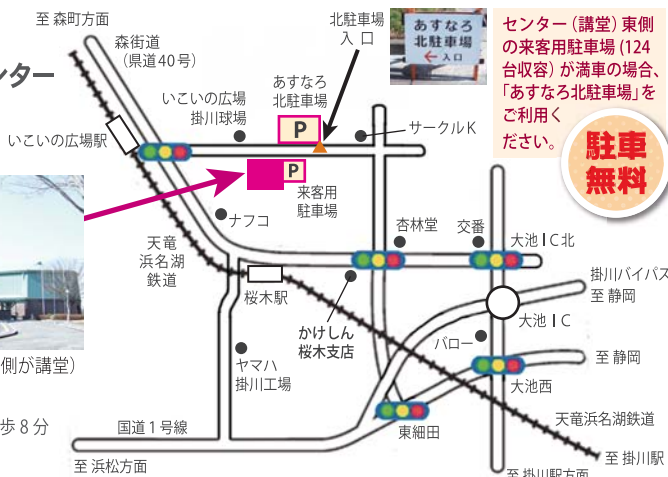 至 森町方面
森街道
（県道40号）
ンター
北駐車場
入 口
あすなろ
北駐車場
←入口
センター（講堂）東側
の来客用駐車場（124
台収容）が満車の場合、
「あすなろ北駐車場」を
ご利用く
ださい。
駐車
無料
いこいの広場
掛川球場
あすなろ
北駐車場
P
サークルK
いこいの広場駅
P
来客用
駐車場
ナフコ
杏林堂
交番
大池IC北
天竜
浜名湖
鉄道
桜木駅
掛川バイパス
至 静岡
かけしん
桜木支店
大池IC
バロー
側が講堂）
ヤマハ
掛川工場
至 静岡
大池西
歩8分
国道1号線
東細田
天竜浜名湖鉄道
至 浜松方面
至 掛川駅
至 掛川駅方面